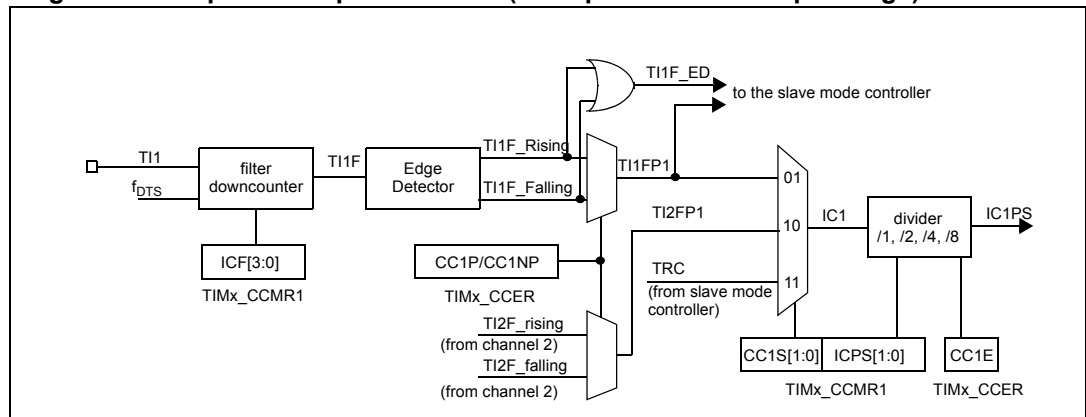 TI1F_ED
to the slave mode controller
TI1
filter
downcounter
fDTS
TI1F
Edge
Detector
TI1F_Rising
TI1F_Falling
TI1FP1
01
TI2FP1
10
IC1
divider
/1, /2, /4, /8
IC1PS
ICF[3:0]
TIMx_CCMR1
CC1P/CC1NP
TIMx_CCER
TRC
11
(from slave mode
controller)
TI2F_rising
(from channel 2)
TI2F_falling
(from channel 2)
CC1S[1:0]
ICPS[1:0]
CC1E
TIMx_CCMR1
TIMx_CCER